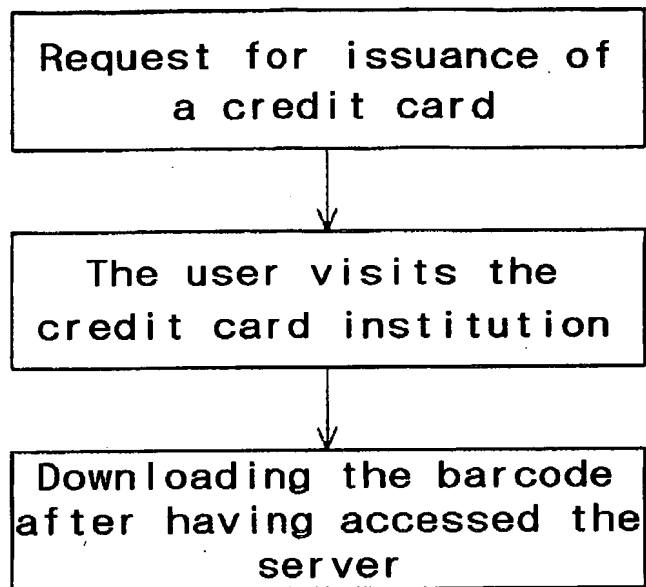 Request for issuance of
a credit card
The user visits the
credit card institution
Downloading the barcode
after having accessed the
server